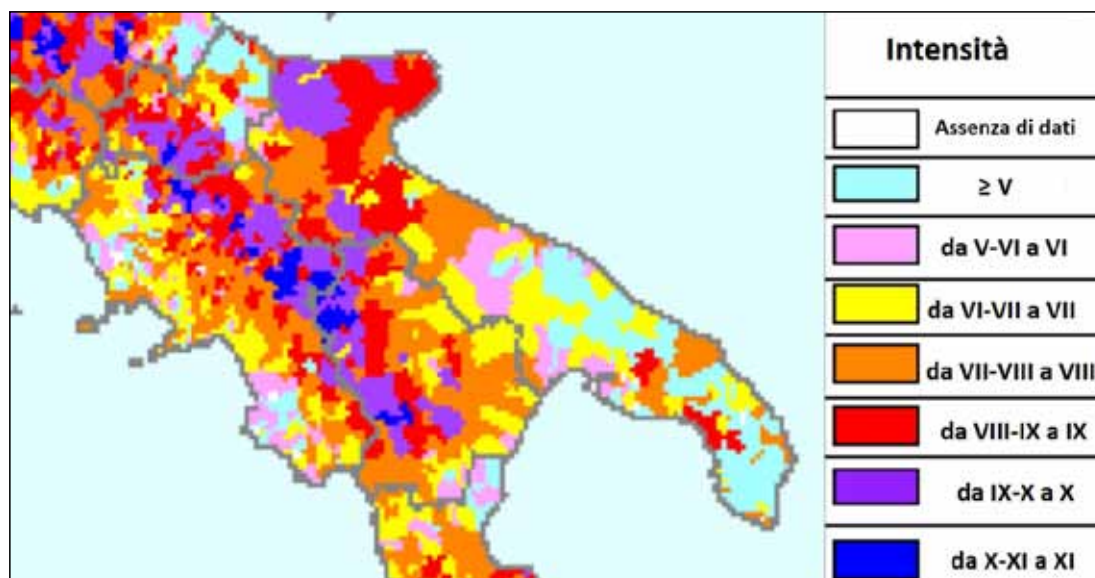 Intensità
Assenza di dati
≥ V
da V-VI a VI
da VI-VII a VII
da VII-VIII a VIII
da VIII-IX a IX
da IX-X a X
da X-XI a XI